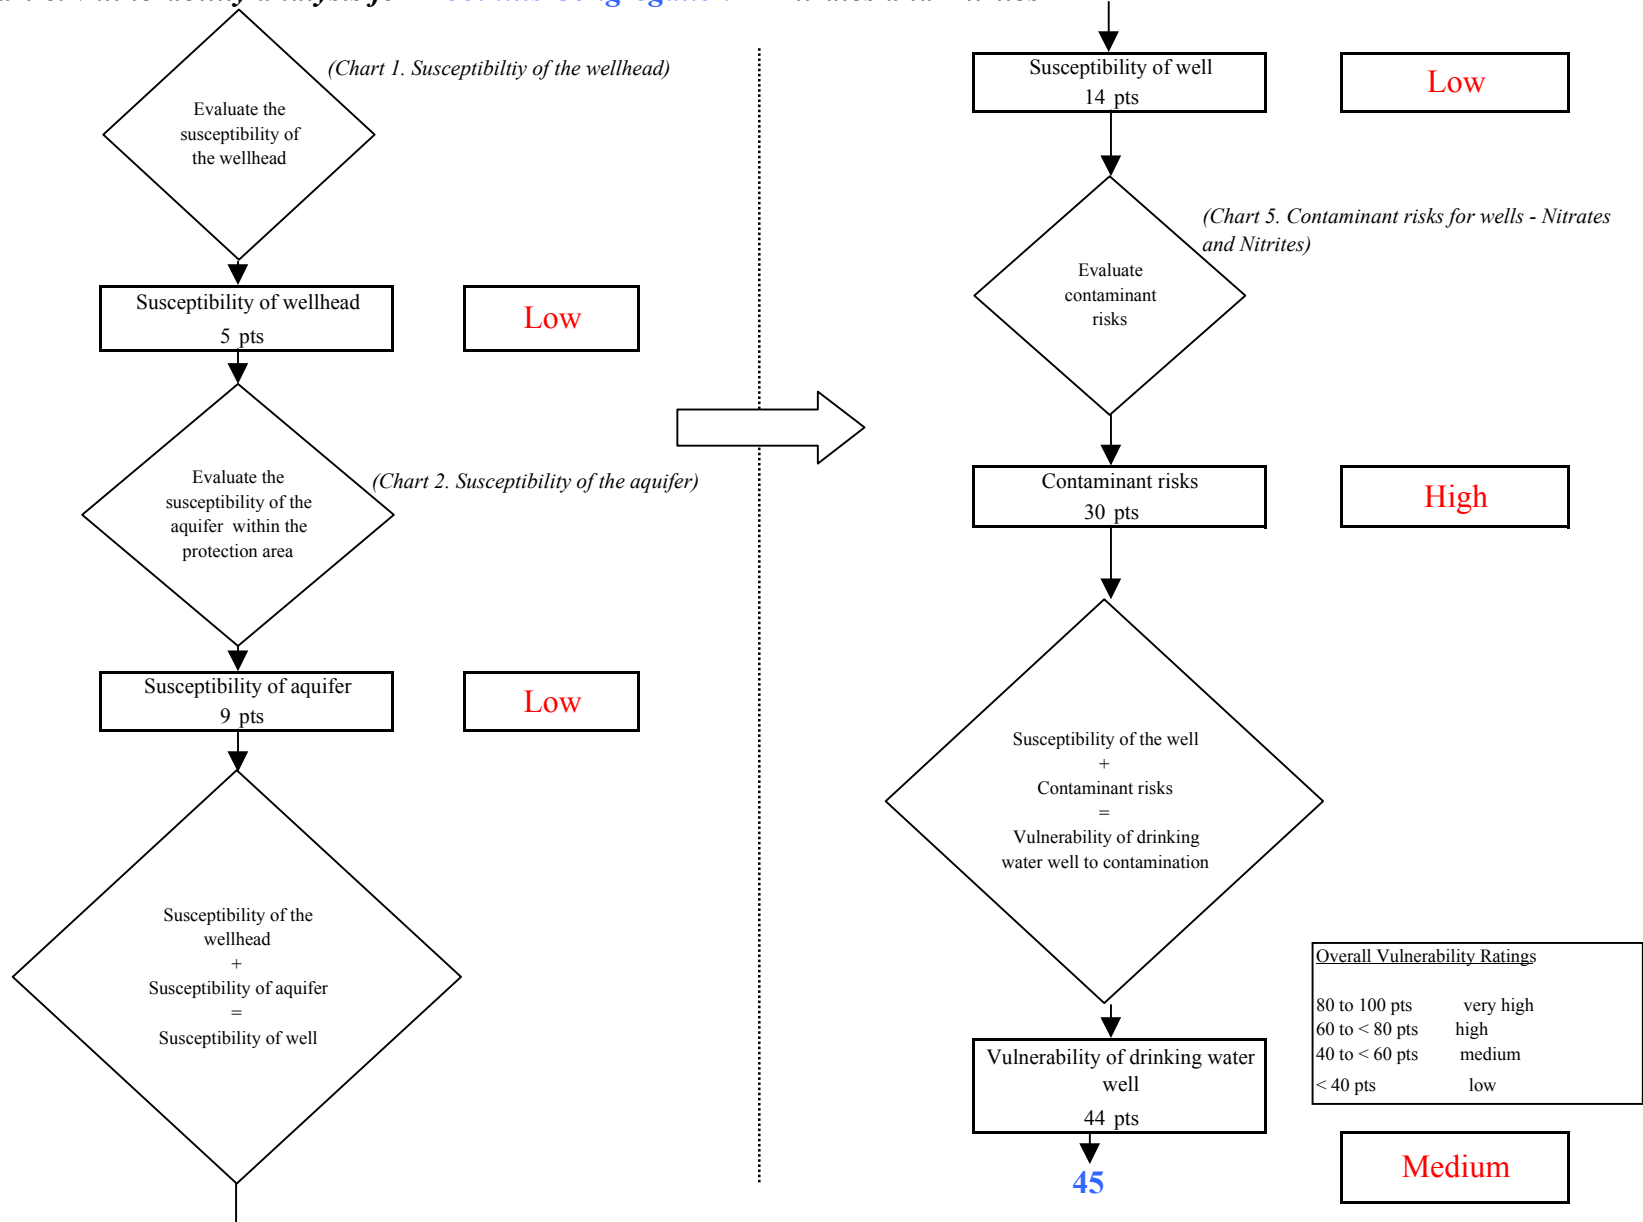 (Chart 1. Susceptibiltiy of the wellhead)
Evaluate the
susceptibility of
the wellhead
Susceptibility of wellhead
5 pts
Low
Evaluate the
susceptibility of the
aquifer within the
protection area
(Chart 2. Susceptibility of the aquifer)
Susceptibility of aquifer
9 pts
Low
Susceptibility of the
wellhead
+
Susceptibility of aquifer
=
Susceptibility of well
Susceptibility of well
14 pts
Low
(Chart 5. Contaminant risks for wells - Nitrates
and Nitrites)
Evaluate
contaminant
risks
Contaminant risks
30 pts
High
Susceptibility of the well
+
Contaminant risks
=
Vulnerability of drinking
water well to contamination
Vulnerability of drinking water
well
44 pts
45
Overall Vulnerability Ratings
80 to 100 pts very high
60 to < 80 pts high
40 to < 60 pts medium
< 40 pts low
Medium